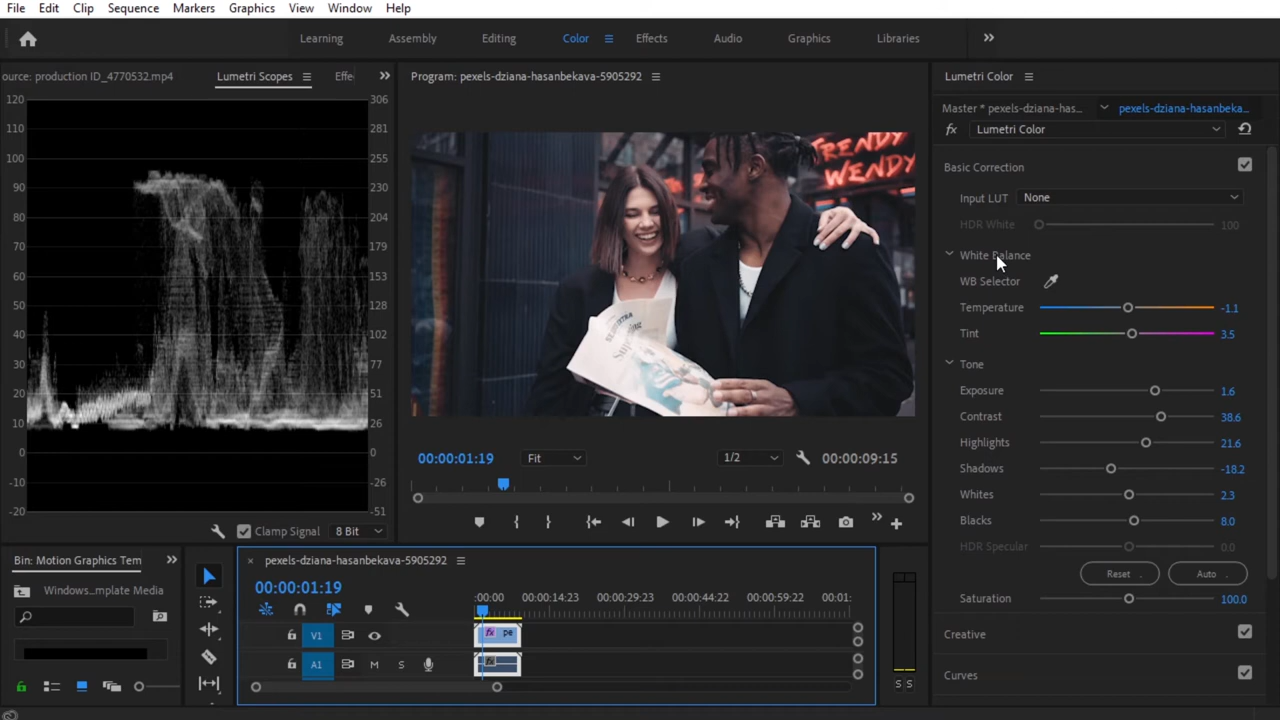 File Edit Clip Sequence Markers Graphics View Window Help
Learning Assembly Editing Color Effects Audio Graphics Libraries
ource: production ID_4770532.mp4 Lumetri Scopes Effe
Program: pexels-dziana-hasanbekava-5905292
Lumetri Color
120 306
110 281
100 255
90 230
80 204
70 179
60 153
50 128
40 102
30 77
20 51
10 26
0 0
-10 -26
-20 -51
Clamp Signal 8 Bit
TRENDY
WENDY
00:00:01:19 Fit 1/2 00:00:09:15
Master * pexels-dziana-has... pexels-dziana-hasanbekava...
fx Lumetri Color
Basic Correction
Input LUT None
HDR White 100
White Balance
WB Selector
Temperature -1.1
Tint 3.5
Tone
Exposure 1.6
Contrast 38.6
Highlights 21.6
Shadows -18.2
Whites 2.3
Blacks 8.0
HDR Specular 0.0
Reset Auto
Saturation 100.0
Creative
Curves
Bin: Motion Graphics Tem
Windows...mplate Media
pexels-dziana-hasanbekava-5905292
00:00:01:19
:00:00 00:00:14:23 00:00:29:23 00:00:44:22 00:00:59:22 00:01:
V1 fx pe
A1 M S fx
S S